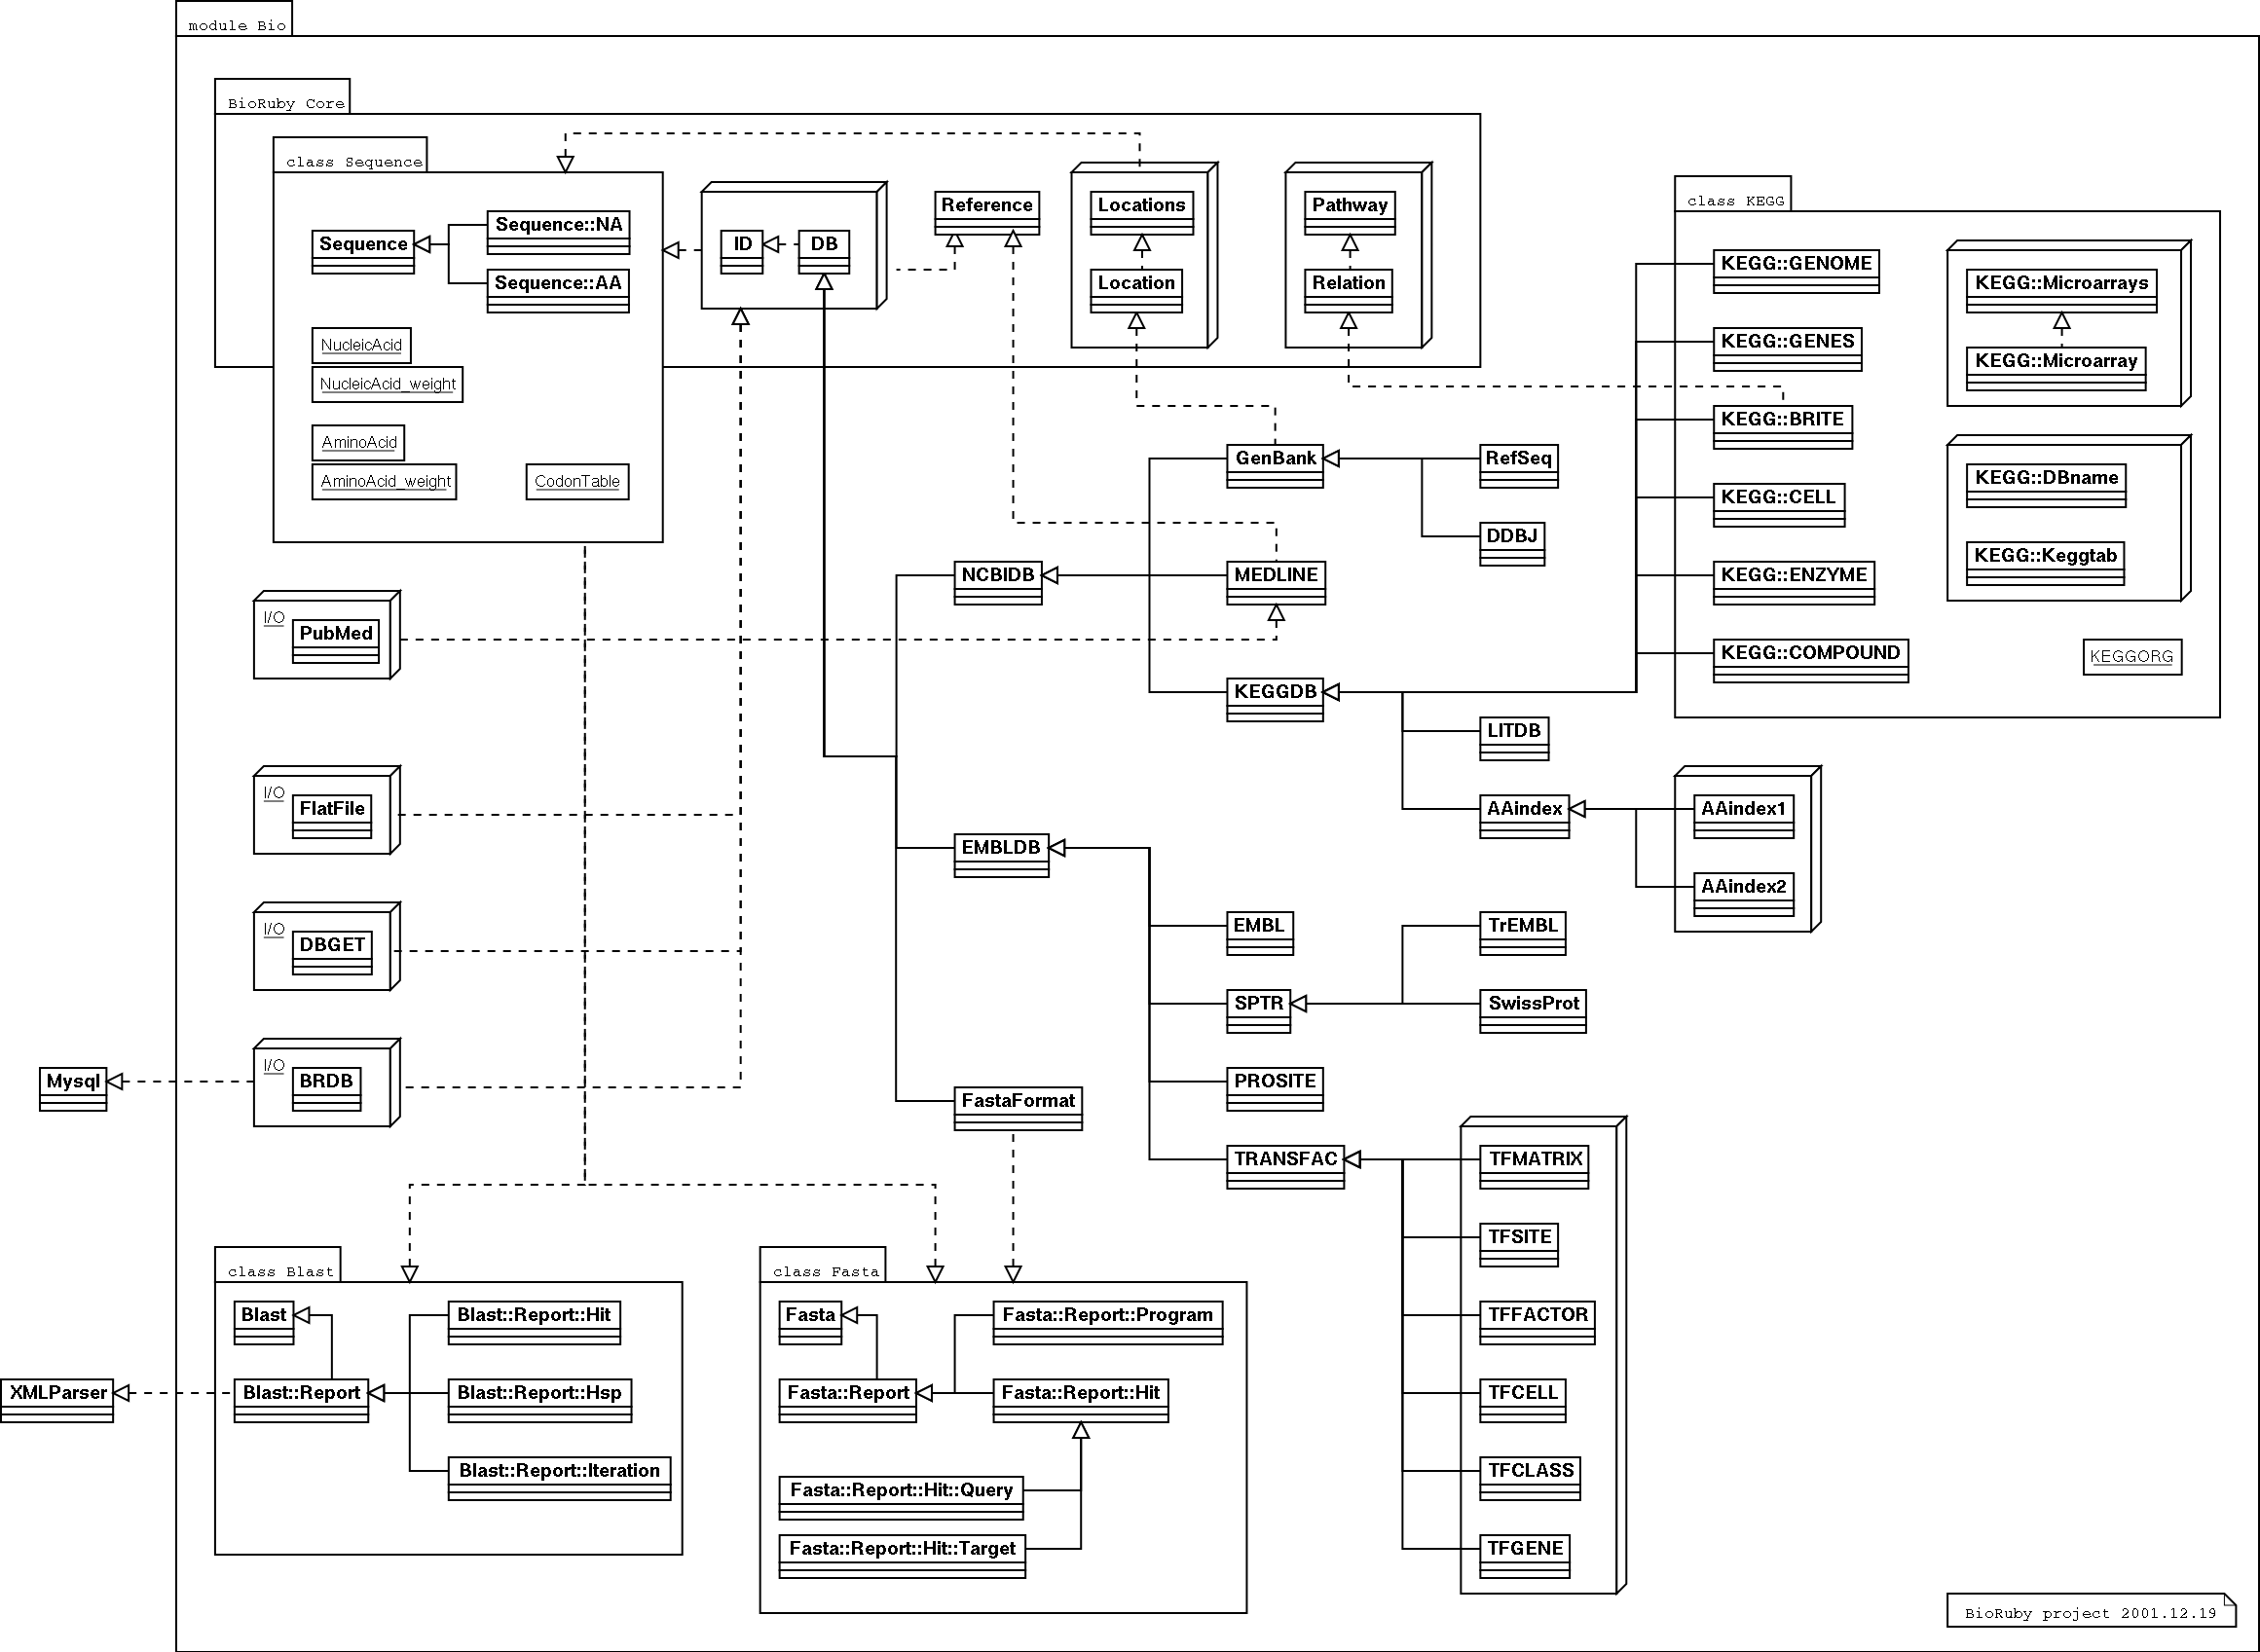 module Bio
BioRuby Core
class Sequence
Sequence
Sequence::NA
Sequence::AA
NucleicAcid
NucleicAcid_weight
AminoAcid
AminoAcid_weight
CodonTable
ID
DB
Reference
Locations
Location
Pathway
Relation
class KEGG
KEGG::GENOME
KEGG::GENES
KEGG::BRITE
KEGG::CELL
KEGG::ENZYME
KEGG::COMPOUND
KEGG::Microarrays
KEGG::Microarray
KEGG::DBname
KEGG::Keggtab
KEGGORG
GenBank
RefSeq
DDBJ
NCBIDB
MEDLINE
KEGGDB
LITDB
AAindex
AAindex1
AAindex2
I/O
PubMed
I/O
FlatFile
I/O
DBGET
I/O
BRDB
Mysql
EMBLDB
EMBL
TrEMBL
SPTR
SwissProt
PROSITE
FastaFormat
TRANSFAC
TFMATRIX
TFSITE
TFFACTOR
TFCELL
TFCLASS
TFGENE
class Blast
Blast
Blast::Report::Hit
XMLParser
Blast::Report
Blast::Report::Hsp
Blast::Report::Iteration
class Fasta
Fasta
Fasta::Report::Program
Fasta::Report
Fasta::Report::Hit
Fasta::Report::Hit::Query
Fasta::Report::Hit::Target
BioRuby project 2001.12.19